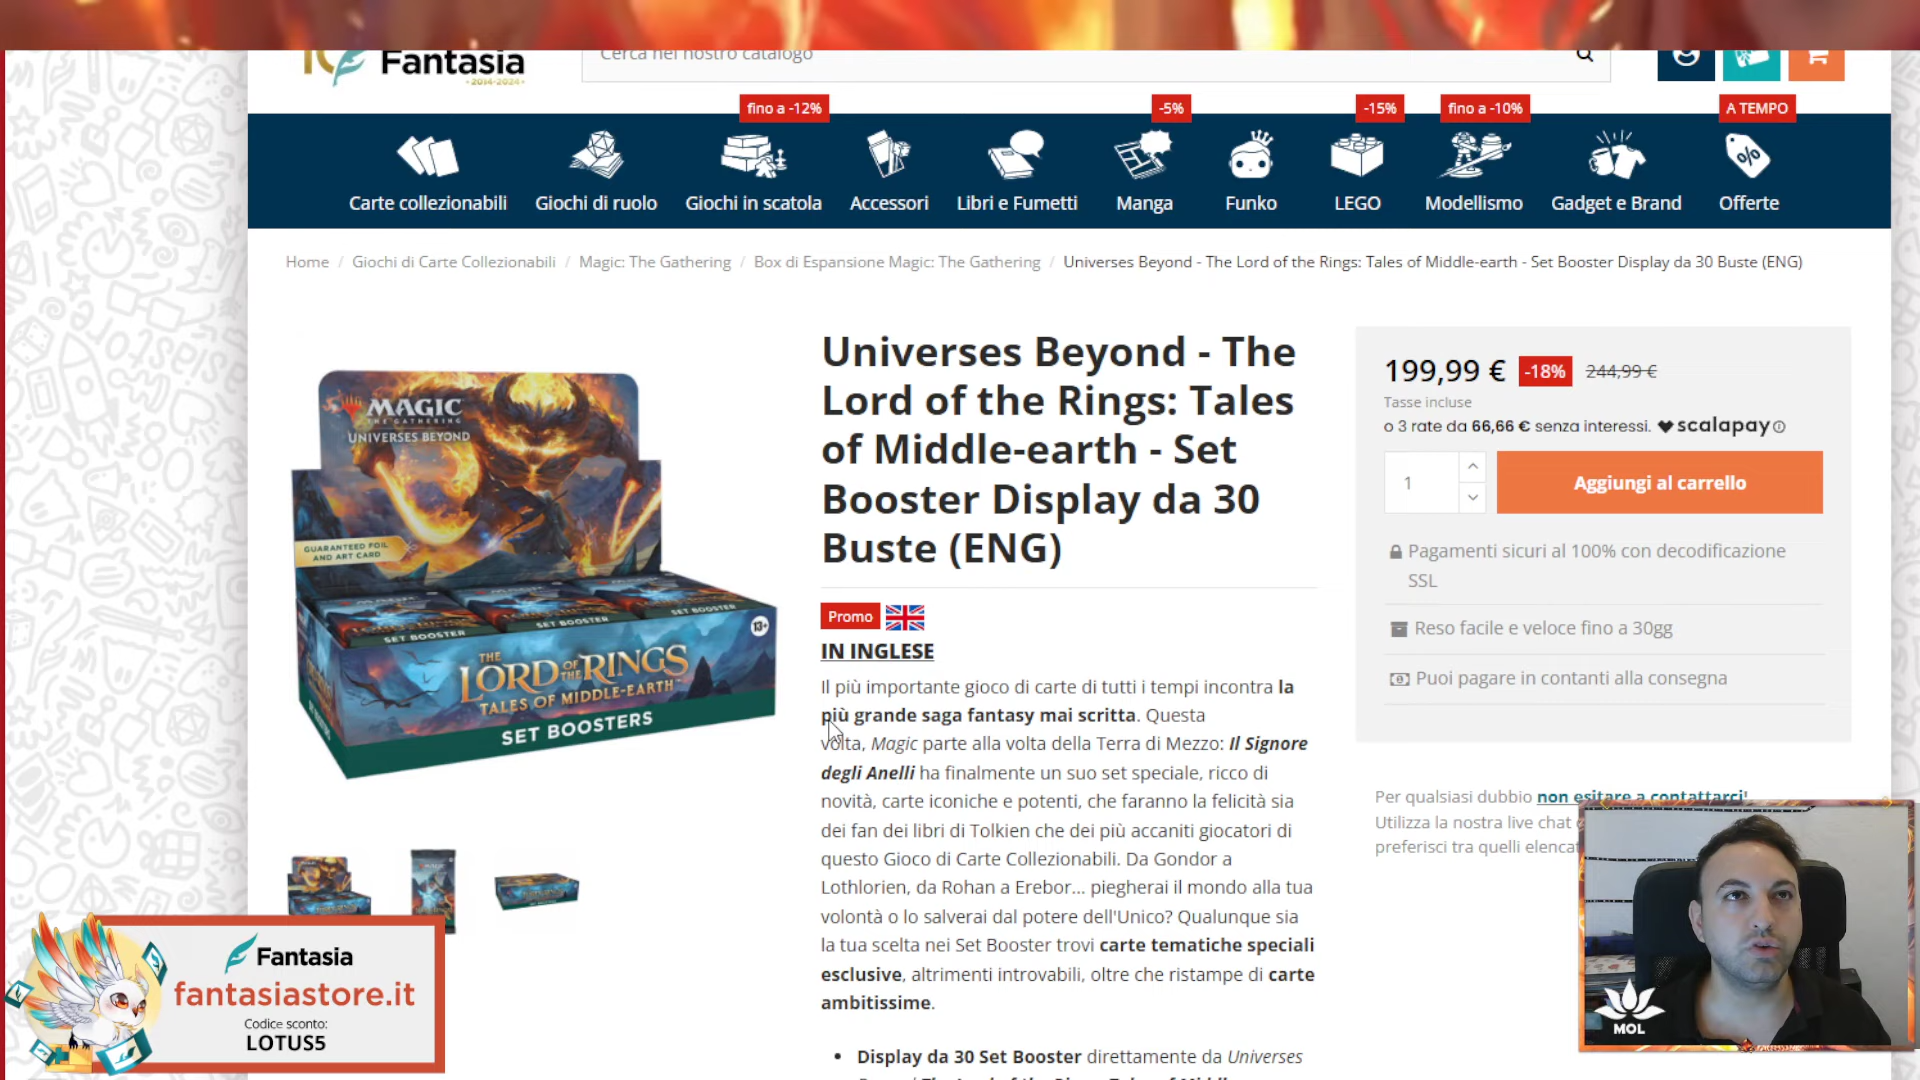 Fantasia
2014-2024
Cerca nel nostro catalogo
fino a -12%
-5%
-15%
fino a -10%
A TEMPO
Carte collezionabili
Giochi di ruolo
Giochi in scatola
Accessori
Libri e Fumetti
Manga
Funko
LEGO
Modellismo
Gadget e Brand
Offerte
Home / Giochi di Carte Collezionabili / Magic: The Gathering / Box di Espansione Magic: The Gathering / Universes Beyond - The Lord of the Rings: Tales of Middle-earth - Set Booster Display da 30 Buste (ENG)
MAGIC
THE GATHERING
UNIVERSES BEYOND
GUARANTEED FOIL
AND ART CARD
SET BOOSTER
SET BOOSTER
SET BOOSTER
13+
THE
LORD OF THE RINGS
TALES OF MIDDLE-EARTH
SET BOOSTERS
Universes Beyond - The
Lord of the Rings: Tales
of Middle-earth - Set
Booster Display da 30
Buste (ENG)
Promo
IN INGLESE
Il più importante gioco di carte di tutti i tempi incontra la
più grande saga fantasy mai scritta. Questa
volta, Magic parte alla volta della Terra di Mezzo: Il Signore
degli Anelli ha finalmente un suo set speciale, ricco di
novità, carte iconiche e potenti, che faranno la felicità sia
dei fan dei libri di Tolkien che dei più accaniti giocatori di
questo Gioco di Carte Collezionabili. Da Gondor a
Lothlorien, da Rohan a Erebor... piegherai il mondo alla tua
volontà o lo salverai dal potere dell'Unico? Qualunque sia
la tua scelta nei Set Booster trovi carte tematiche speciali
esclusive, altrimenti introvabili, oltre che ristampe di carte
ambitissime.
• Display da 30 Set Booster direttamente da Universes
199,99 € -18% 244,99 €
Tasse incluse
o 3 rate da 66,66 € senza interessi. scalapay
1
Aggiungi al carrello
Pagamenti sicuri al 100% con decodificazione
SSL
Reso facile e veloce fino a 30gg
Puoi pagare in contanti alla consegna
Per qualsiasi dubbio non esitare a contattarci!
Utilizza la nostra live chat
preferisci tra quelli elencat
Fantasia
fantasiastore.it
Codice sconto:
LOTUS5
MOL